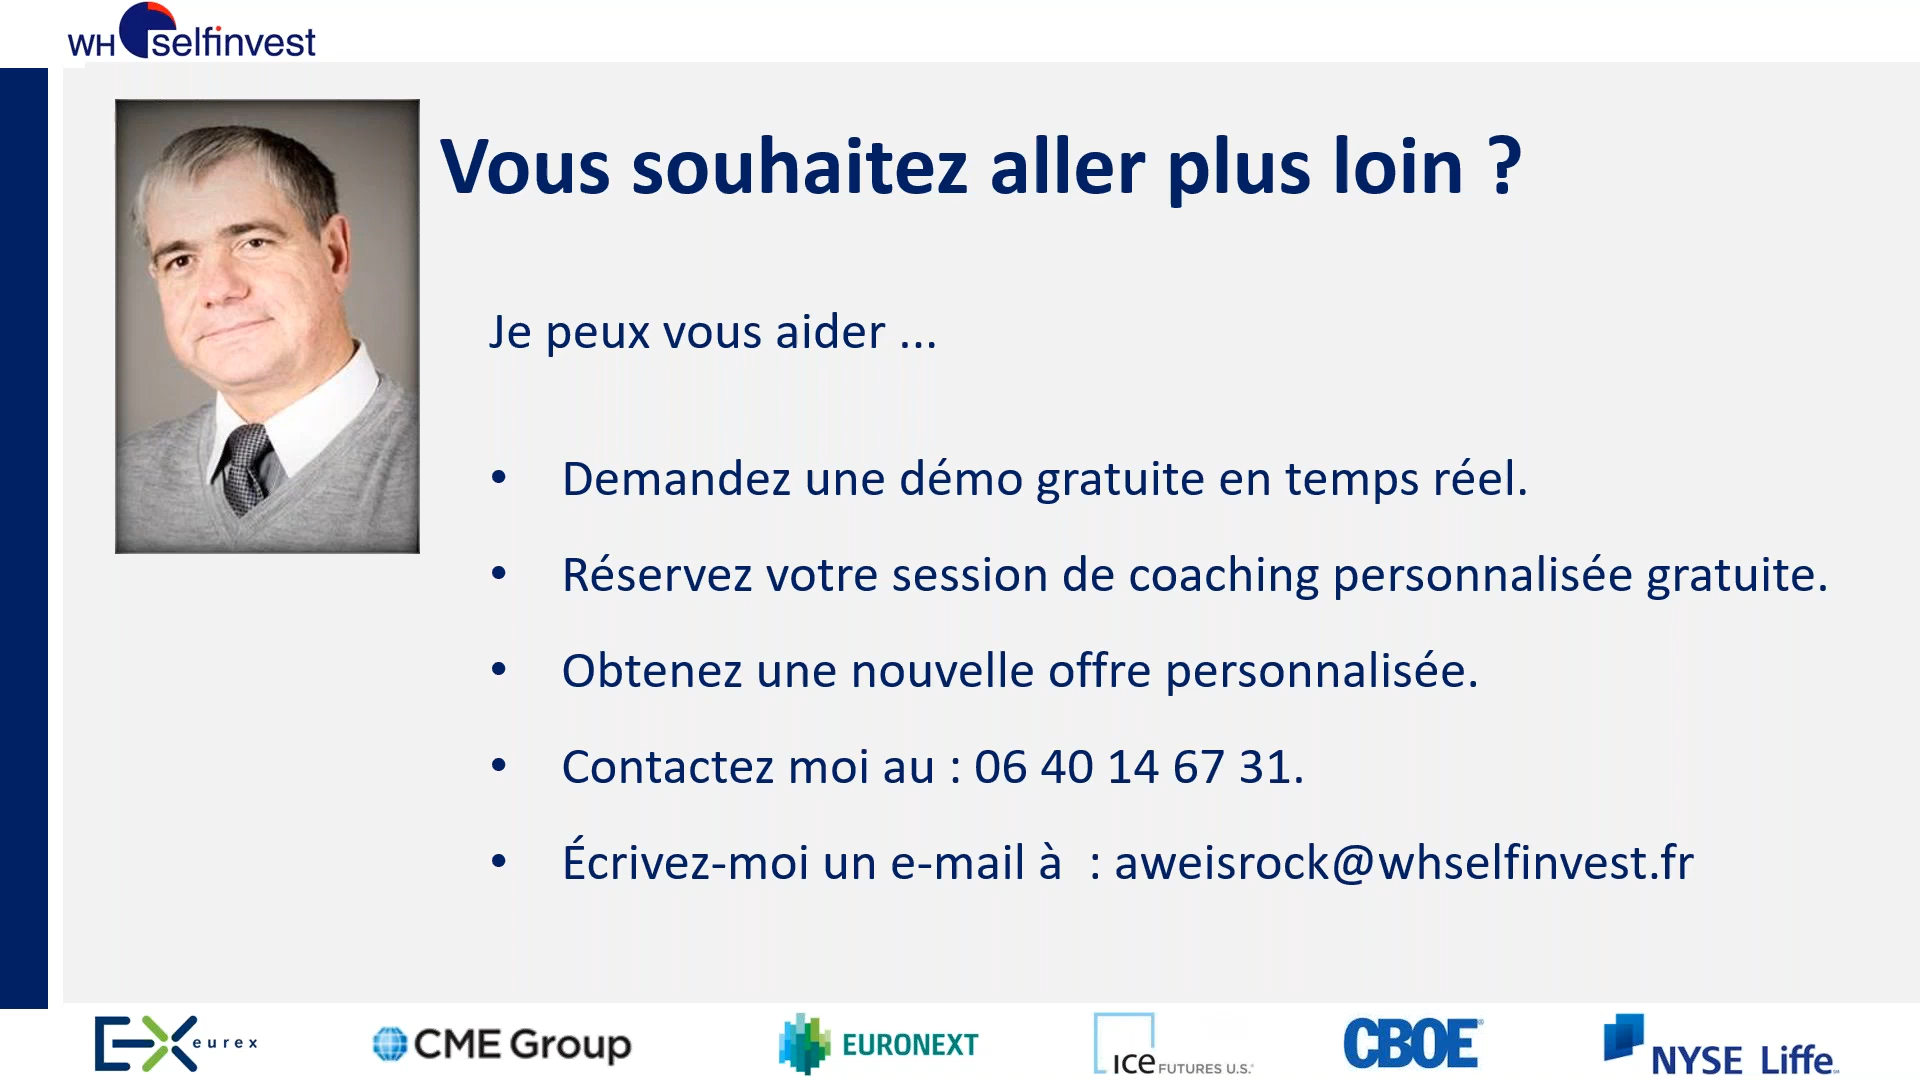 WH selfinvest
Vous souhaitez aller plus loin ?
Je peux vous aider ...
• Demandez une démo gratuite en temps réel.
• Réservez votre session de coaching personnalisée gratuite.
• Obtenez une nouvelle offre personnalisée.
• Contactez moi au : 06 40 14 67 31.
• Écrivez-moi un e-mail à : aweisrock@whselfinvest.fr
EX eurex CME Group EURONEXT ICE FUTURES U.S. CBOE NYSE Liffe